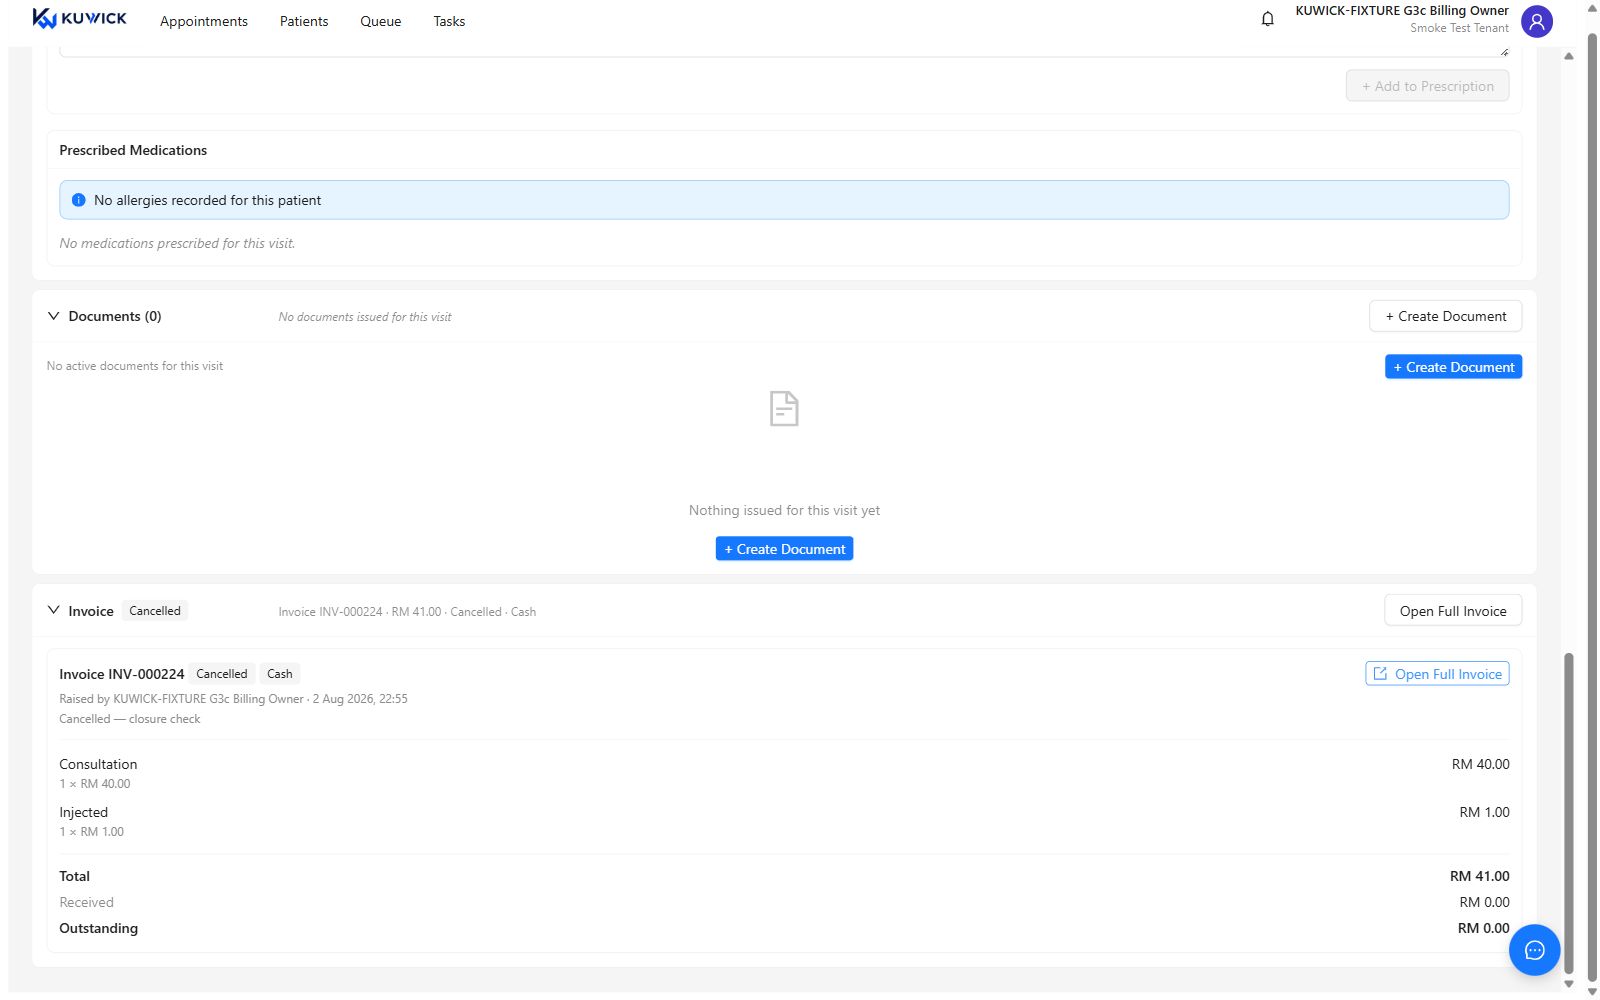 KUWICK
Appointments
Patients
Queue
Tasks
KUWICK-FIXTURE G3c Billing Owner
Smoke Test Tenant
+ Add to Prescription
Prescribed Medications
No allergies recorded for this patient
No medications prescribed for this visit.
Documents (0)
No documents issued for this visit
+ Create Document
No active documents for this visit
+ Create Document
Nothing issued for this visit yet
+ Create Document
Invoice
Cancelled
Invoice INV-000224 · RM 41.00 · Cancelled · Cash
Open Full Invoice
Invoice INV-000224
Cancelled
Cash
Open Full Invoice
Raised by KUWICK-FIXTURE G3c Billing Owner · 2 Aug 2026, 22:55
Cancelled — closure check
Consultation
RM 40.00
1 × RM 40.00
Injected
RM 1.00
1 × RM 1.00
Total
RM 41.00
Received
RM 0.00
Outstanding
RM 0.00